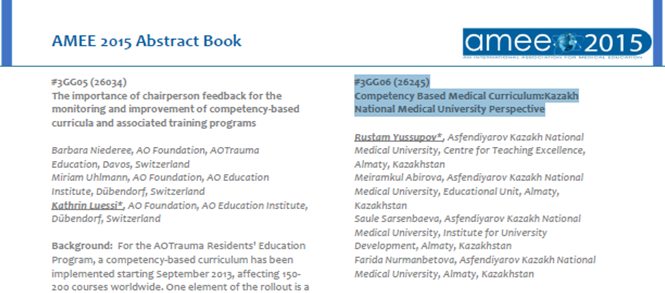 AMEE 2015 Abstract Book
amee 2015
AN INTERNATIONAL ASSOCIATION FOR MEDICAL EDUCATION
#3GG05 (26034)
The importance of chairperson feedback for the
monitoring and improvement of competency-based
curricula and associated training programs
Barbara Niederee, AO Foundation, AOTrauma
Education, Davos, Switzerland
Miriam Uhlmann, AO Foundation, AO Education
Institute, Dübendorf, Switzerland
Kathrin Luessi*, AO Foundation, AO Education Institute,
Dübendorf, Switzerland
Background: For the AOTrauma Residents' Education
Program, a competency-based curriculum has been
implemented starting September 2013, affecting 150-
200 courses worldwide. One element of the rollout is a
#3GG06 (26245)
Competency Based Medical Curriculum:Kazakh
National Medical University Perspective
Rustam Yussupov*, Asfendiyarov Kazakh National
Medical University, Centre for Teaching Excellence,
Almaty, Kazakhstan
Meiramkul Abirova, Asfendiyarov Kazakh National
Medical University, Educational Unit, Almaty,
Kazakhstan
Saule Sarsenbaeva, Asfendiyarov Kazakh National
Medical University, Institute for University
Development, Almaty, Kazakhstan
Farida Nurmanbetova, Asfendiyarov Kazakh National
Medical University, Almaty, Kazakhstan